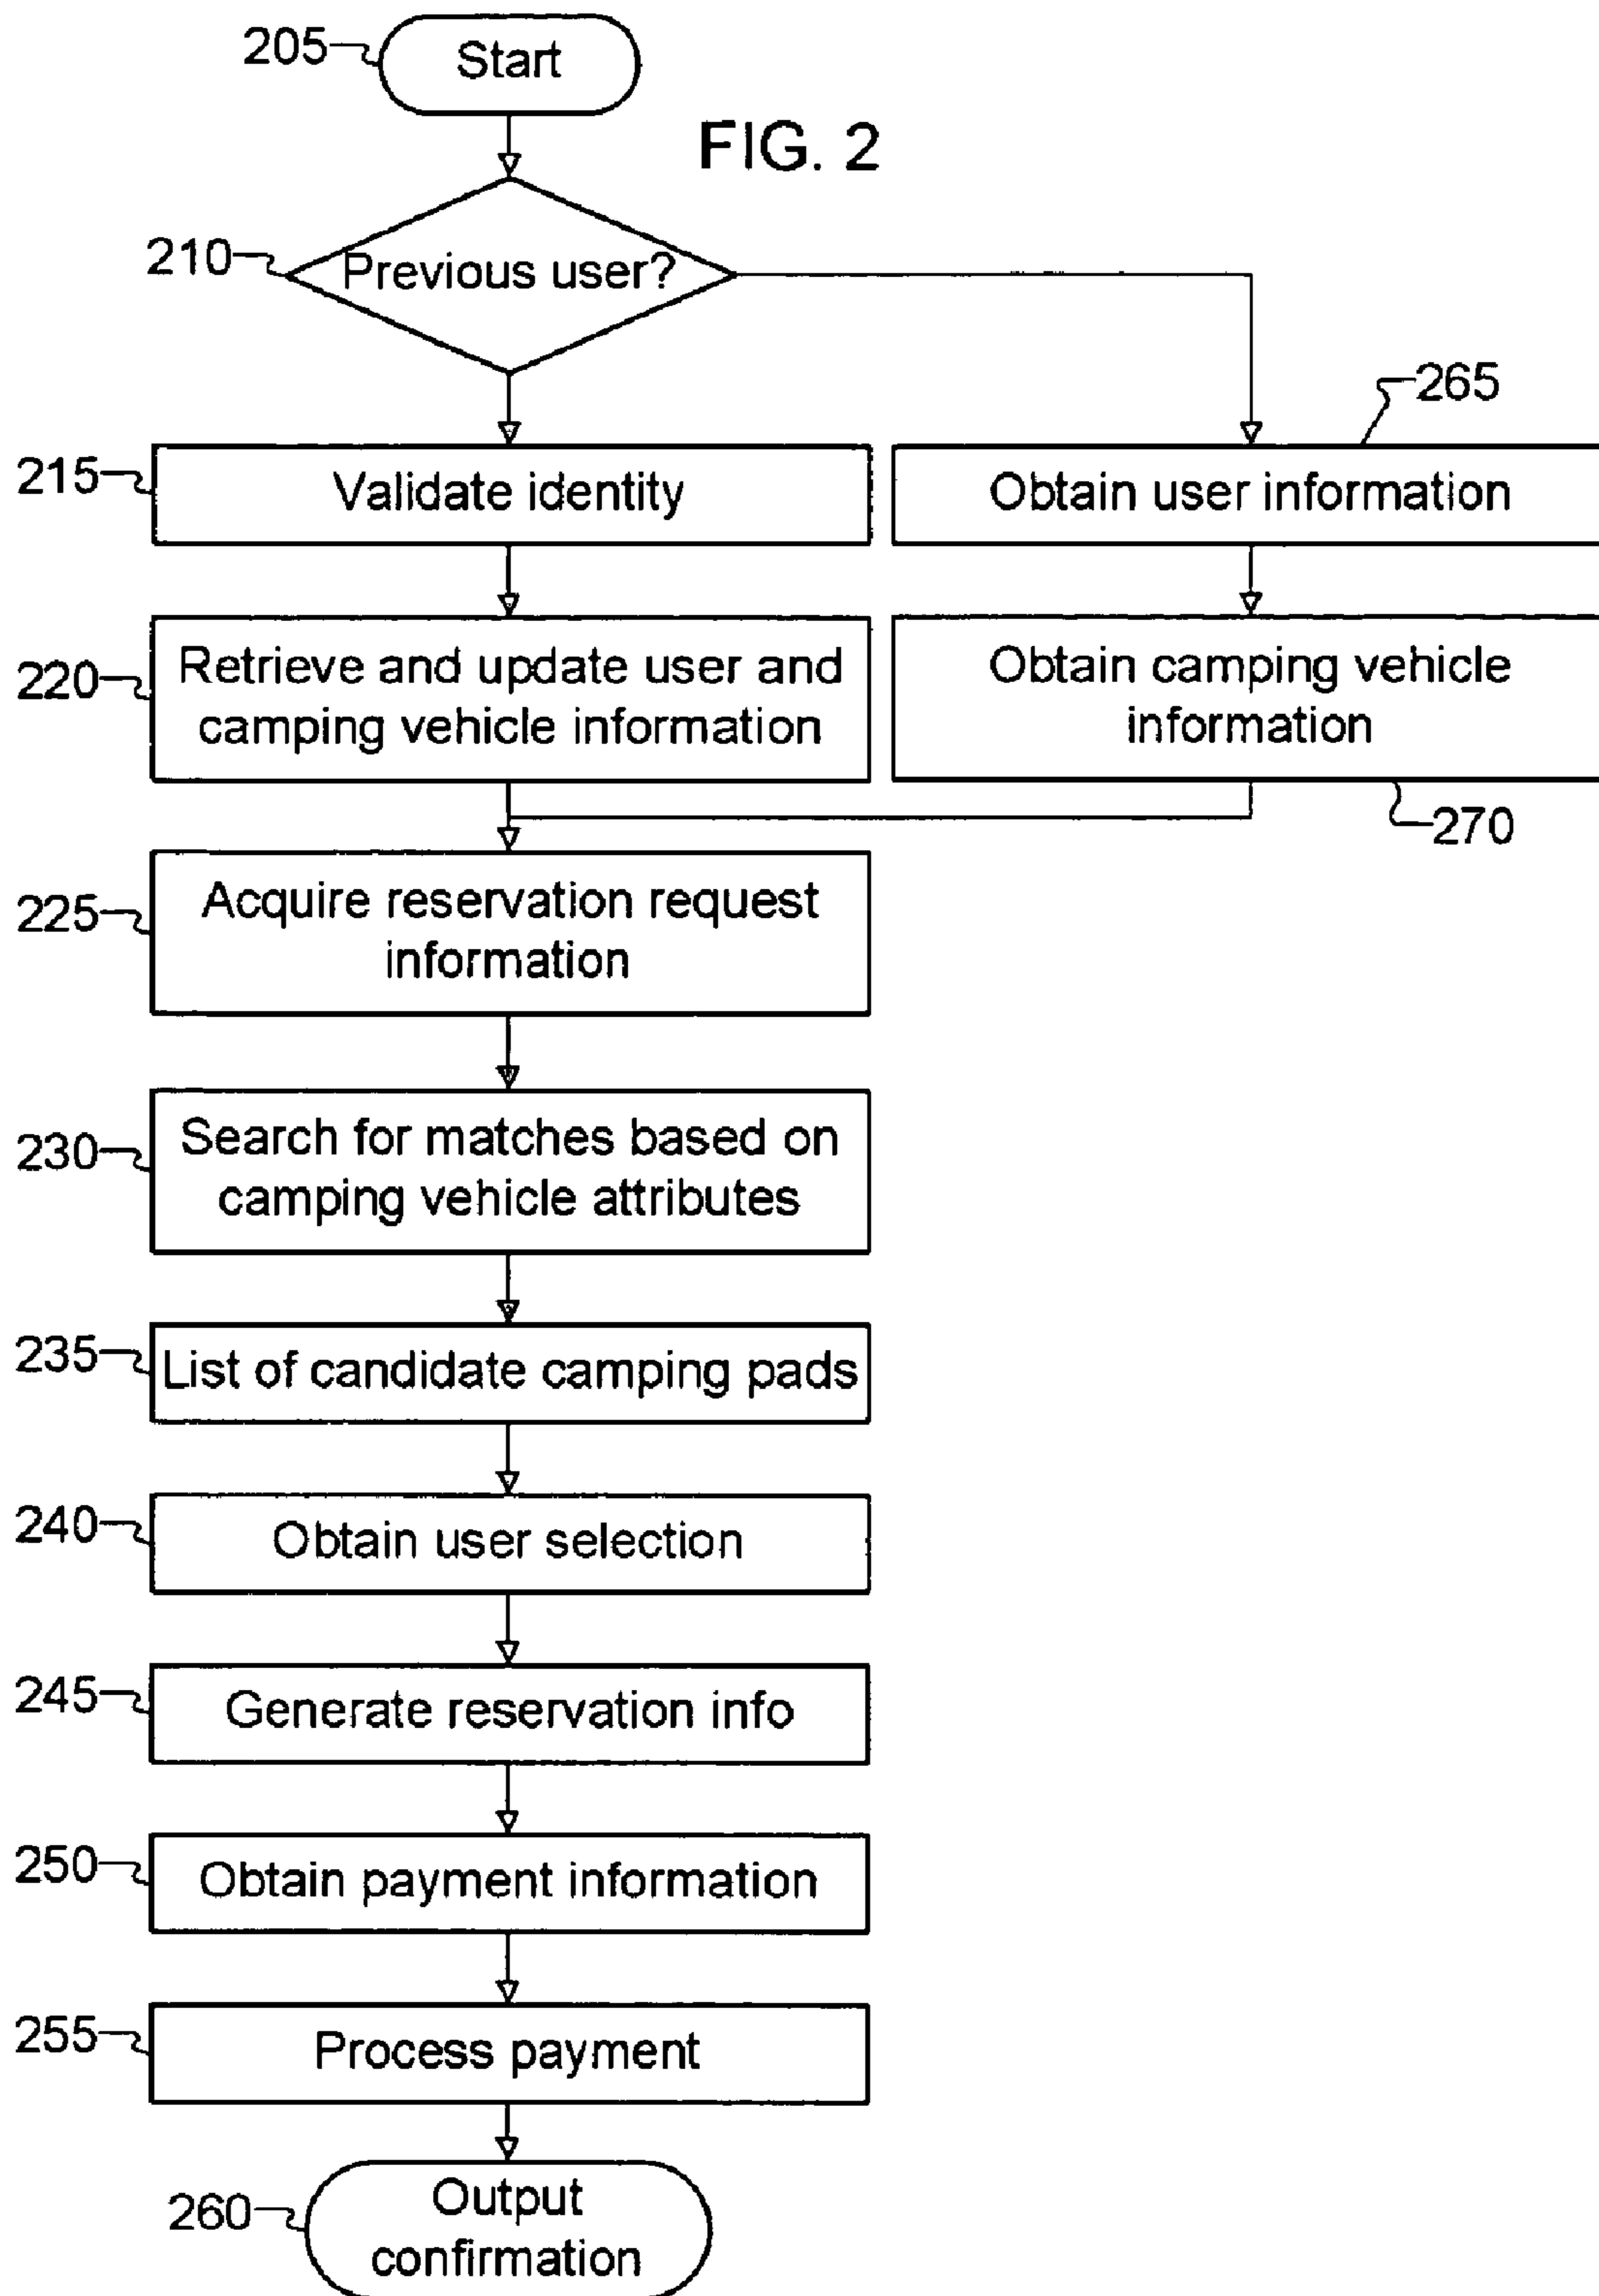 205
Start
FIG. 2
210
Previous user?
265
215
Validate identity
Obtain user information
220
Retrieve and update user and
camping vehicle information
Obtain camping vehicle
information
270
225
Acquire reservation request
information
230
Search for matches based on
camping vehicle attributes
235
List of candidate camping pads
240
Obtain user selection
245
Generate reservation info
250
Obtain payment information
255
Process payment
260
Output
confirmation